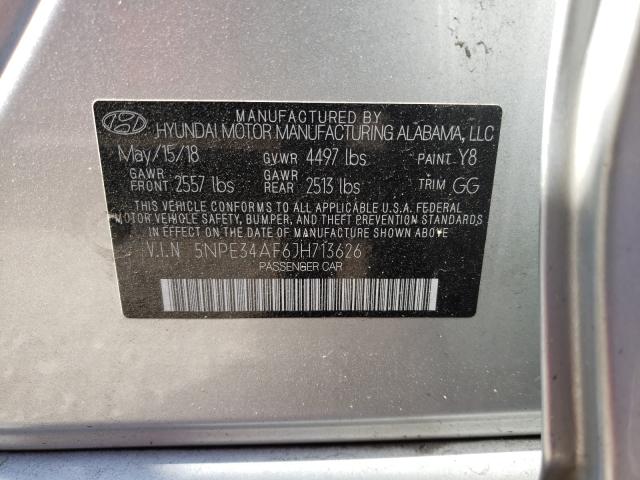 MANUFACTURED BY
HYUNDAI MOTOR MANUFACTURING ALABAMA, LLC
May/15/18 GVWR 4497 lbs PAINT Y8
GAWR FRONT 2557 lbs GAWR REAR 2513 lbs TRIM GG
THIS VEHICLE CONFORMS TO ALL APPLICABLE U.S.A. FEDERAL
MOTOR VEHICLE SAFETY, BUMPER, AND THEFT PREVENTION STANDARDS
IN EFFECT ON THE DATE OF MANUFACTURE SHOWN ABOVE.
V.I.N 5NPE34AF6JH713626
PASSENGER CAR